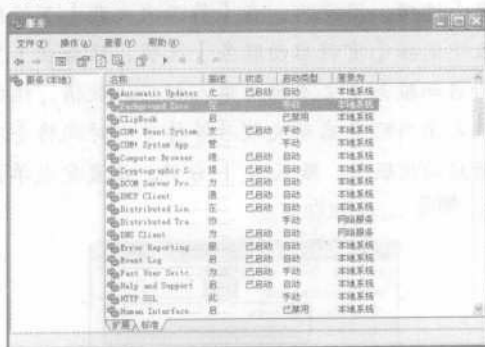 服务
文件(F) 操作(A) 查看(V) 帮助(H)
服务(本地)
名称 描述 状态 启动类型 登录为
Automatic Updates 允 已启动 自动 本地系统
Background Inte 在 手动 本地系统
ClipBook 启 已禁用 本地系统
COM+ Event System 支 已启动 手动 本地系统
COM+ System App 管 手动 本地系统
Computer Browser 维 已启动 自动 本地系统
Cryptographic S 提 已启动 自动 本地系统
DCOM Server Pro 为 已启动 自动 本地系统
DHCP Client 通 已启动 自动 本地系统
Distributed Lin 在 已启动 自动 本地系统
Distributed Tra 协 手动 网络服务
DNS Client 为 已启动 自动 网络服务
Error Reporting 服 已启动 自动 本地系统
Event Log 启 已启动 自动 本地系统
Fast User Switc 为 已启动 手动 本地系统
Help and Support 启 已启动 自动 本地系统
HTTP SSL 此 手动 本地系统
Human Interface 启 已禁用 本地系统
扩展 标准